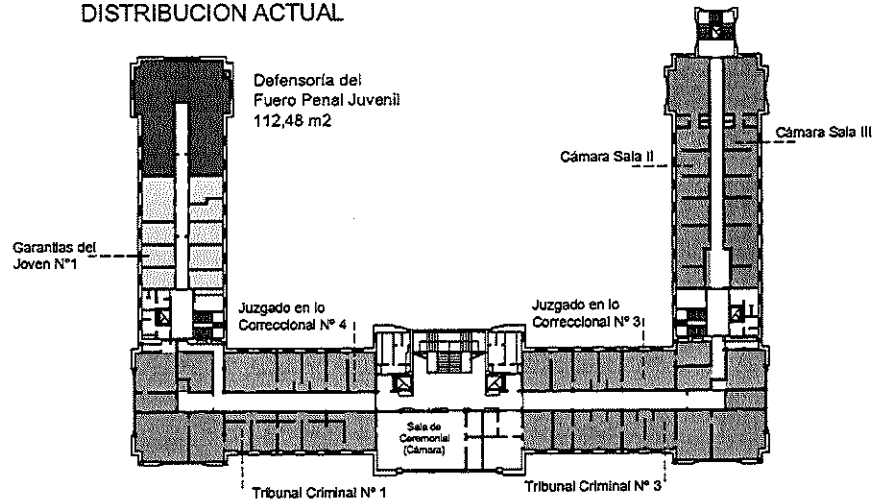 DISTRIBUCION ACTUAL
Defensoría del
Fuero Penal Juvenil
112,48 m2
Cámara Sala III
Cámara Sala II
Garantías del
Joven N°1
Juzgado en lo
Correccional N° 4
Juzgado en lo
Correccional N° 3
Sala de
Ceremonial
(Cámara)
Tribunal Criminal N° 1
Tribunal Criminal N° 3